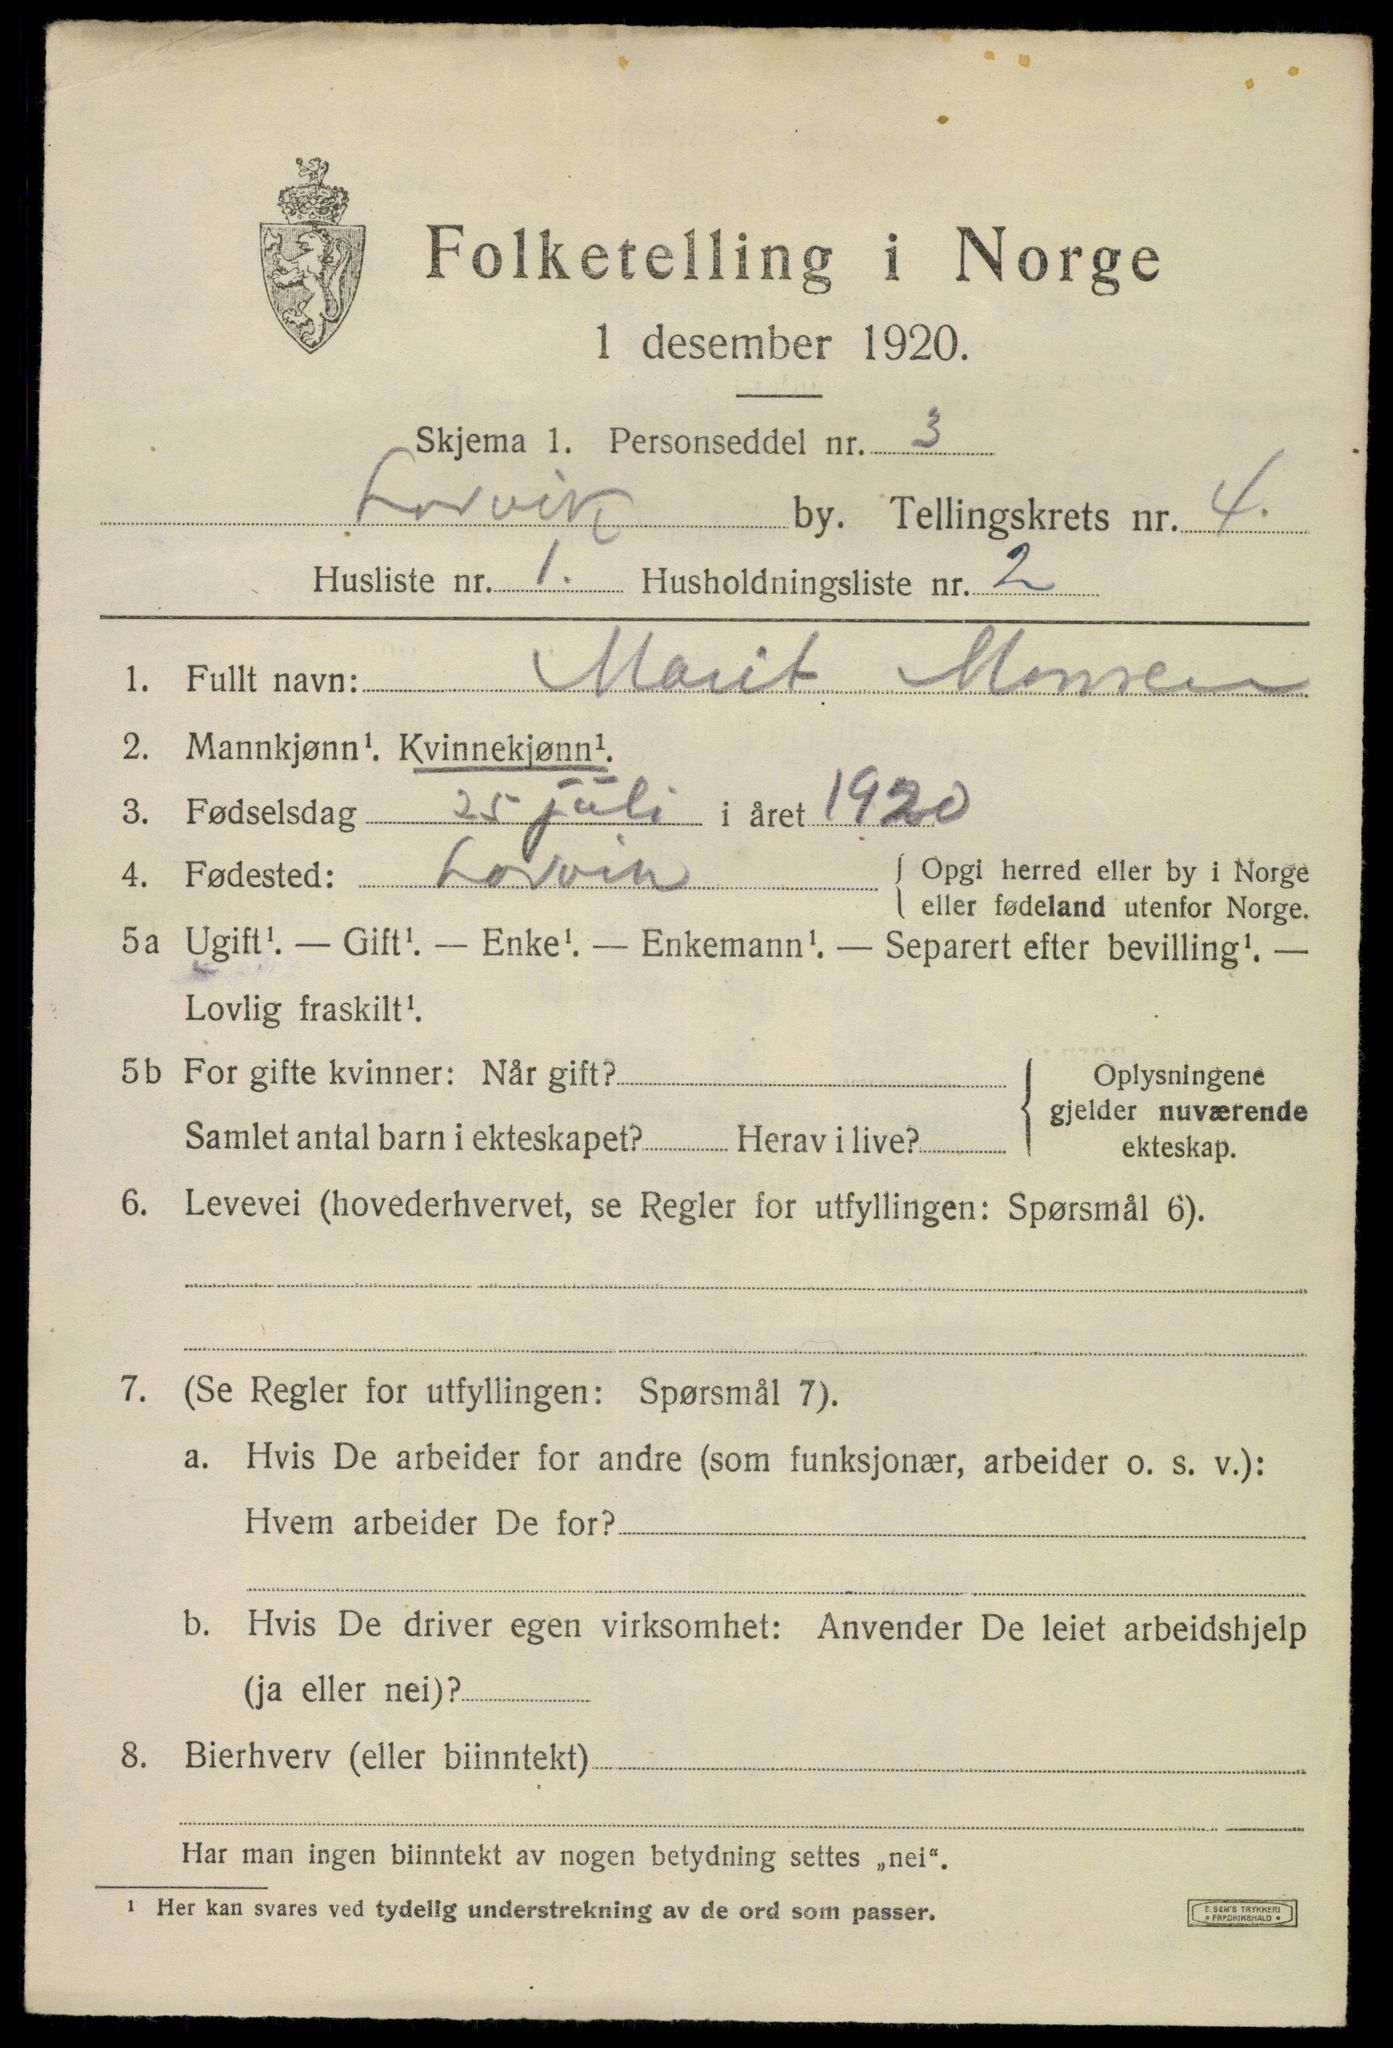 Folketelling i Norge
1 desember 1920.
Skjema 1. Personseddel nr. 3
Larvik by. Tellingskrets nr. 4.
Husliste nr. 1. Husholdningsliste nr. 2
1. Fullt navn: Marit Monsen
2. Mannkjønn¹. Kvinnekjønn¹.
3. Fødselsdag 25 juli i året 1920
4. Fødested: Larvik { Opgi herred eller by i Norge
eller fødeland utenfor Norge.
5a Ugift¹. — Gift¹. — Enke¹. — Enkemann¹. — Separert efter bevilling¹. —
Lovlig fraskilt¹.
5b For gifte kvinner: Når gift? { Oplysningene
gjelder nuværende
Samlet antal barn i ekteskapet? Herav i live? ekteskap.
6. Levevei (hovederhvervet, se Regler for utfyllingen: Spørsmål 6).
7. (Se Regler for utfyllingen: Spørsmål 7).
a. Hvis De arbeider for andre (som funksjonær, arbeider o. s. v.):
Hvem arbeider De for?
b. Hvis De driver egen virksomhet: Anvender De leiet arbeidshjelp
(ja eller nei)?
8. Bierhverv (eller biinntekt)
Har man ingen biinntekt av nogen betydning settes „nei“.
¹ Her kan svares ved tydelig understrekning av de ord som passer.
E. SEM'S TRYKKERI
• FREDRIKSHALD •